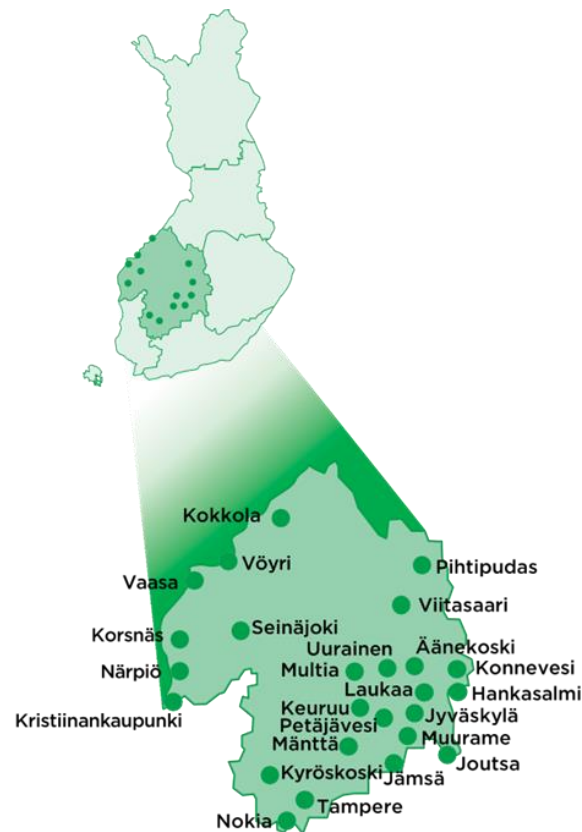 Kokkola
Vöyri
Pihtipudas
Vaasa
Viitasaari
Seinäjoki
Korsnäs
Uurainen
Äänekoski
Närpiö
Multia
Konnevesi
Laukaa
Hankasalmi
Keuruu
Kristiinankaupunki
Petäjävesi
Jyväskylä
Mänttä
Muurame
Joutsa
Kyröskoski
Jämsä
Tampere
Nokia